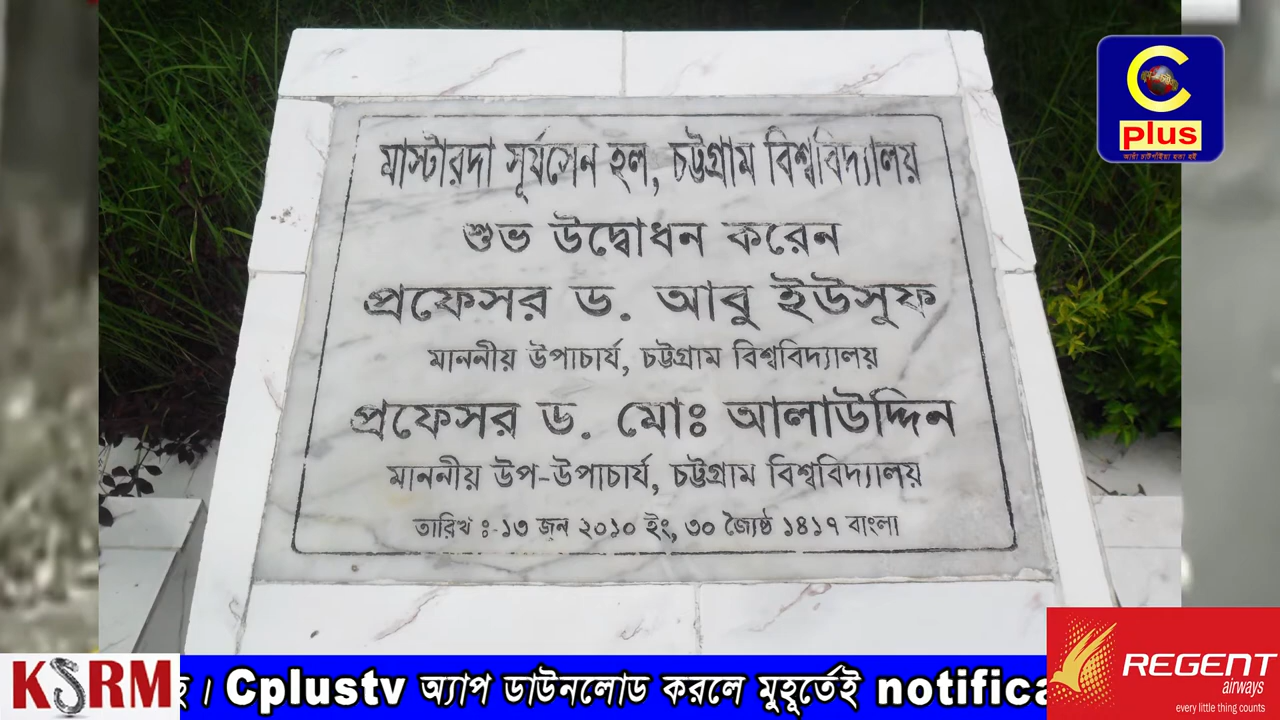 C
plus
মাস্টারদা সূর্যসেন হল, চট্টগ্রাম বিশ্ববিদ্যালয়
শুভ উদ্বোধন করেন
প্রফেসর ড. আবু ইউসুফ
মাননীয় উপাচার্য, চট্টগ্রাম বিশ্ববিদ্যালয়
প্রফেসর ড. মোঃ আলাউদ্দিন
মাননীয় উপ-উপাচার্য, চট্টগ্রাম বিশ্ববিদ্যালয়
তারিখ ঃ-১৩ জুন ২০১০ ইং, ৩০ জ্যৈষ্ঠ ১৪১৭ বাংলা
KSRM
। Cplustv অ্যাপ ডাউনলোড করলে মুহূর্তেই notifica
REGENT
airways
every little thing counts